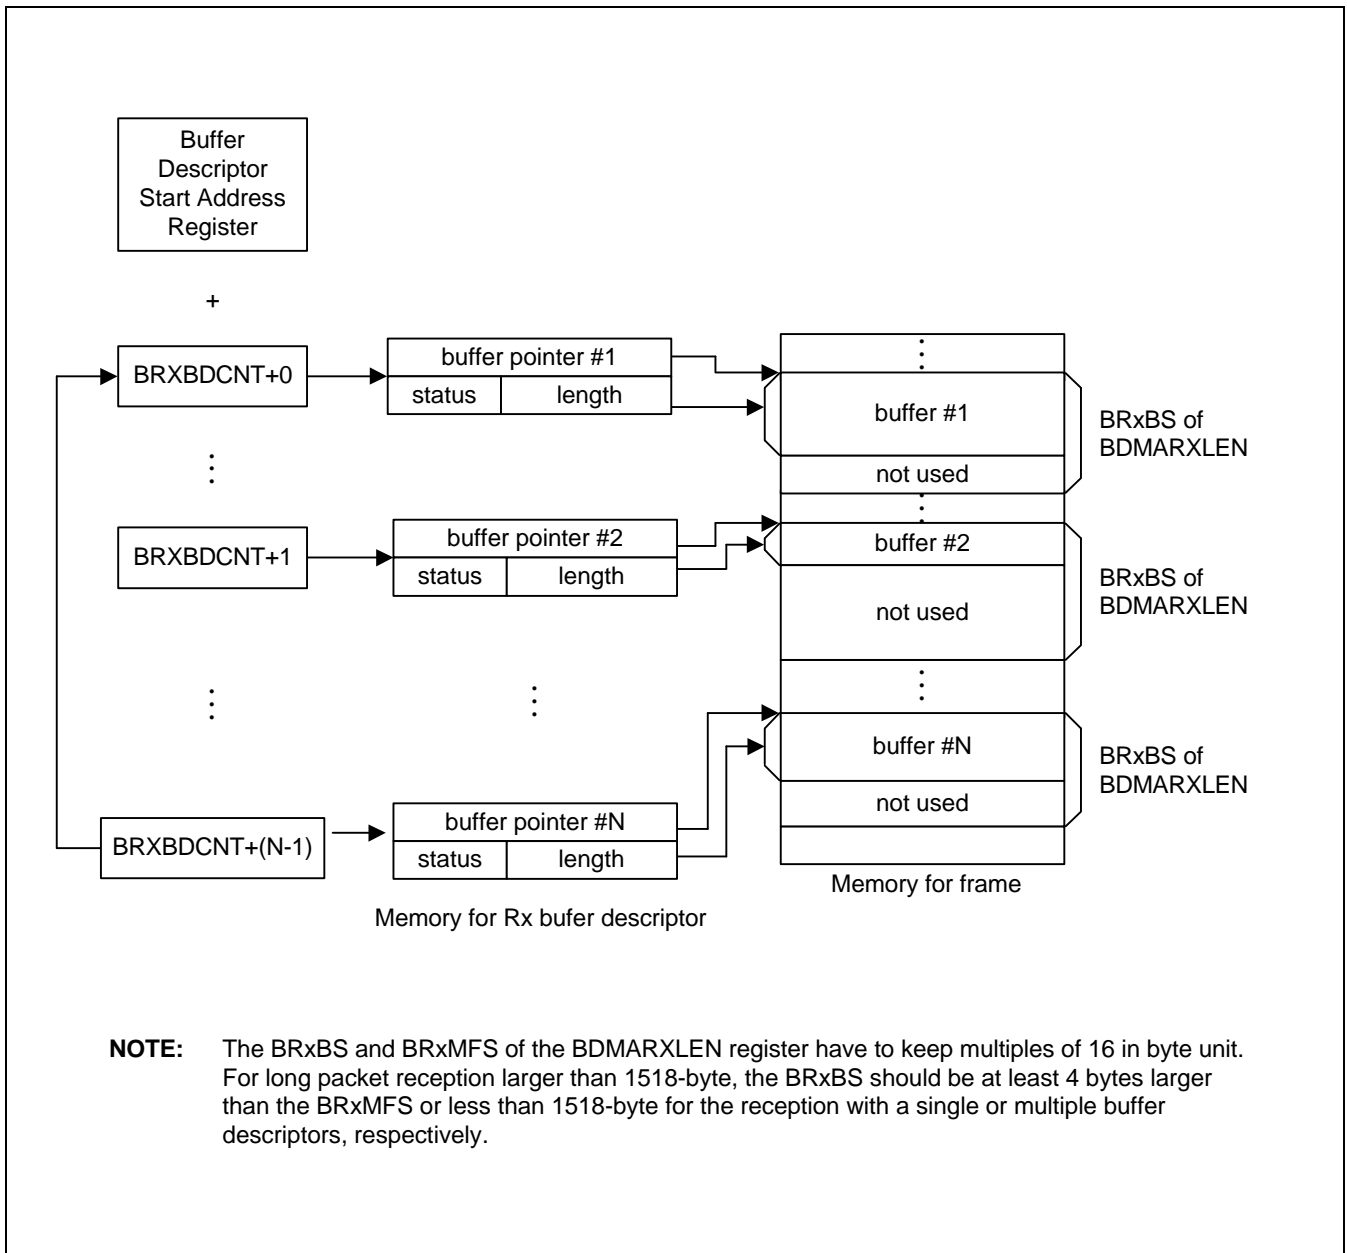 Buffer
Descriptor
Start Address
Register
+
BRXBDCNT+0
buffer pointer #1
status length
buffer #1
not used
BRxBS of
BDMARXLEN
BRXBDCNT+1
buffer pointer #2
status length
buffer #2
not used
BRxBS of
BDMARXLEN
BRXBDCNT+(N-1)
buffer pointer #N
status length
buffer #N
not used
BRxBS of
BDMARXLEN
Memory for frame
Memory for Rx bufer descriptor
NOTE: The BRxBS and BRxMFS of the BDMARXLEN register have to keep multiples of 16 in byte unit.
For long packet reception larger than 1518-byte, the BRxBS should be at least 4 bytes larger
than the BRxMFS or less than 1518-byte for the reception with a single or multiple buffer
descriptors, respectively.